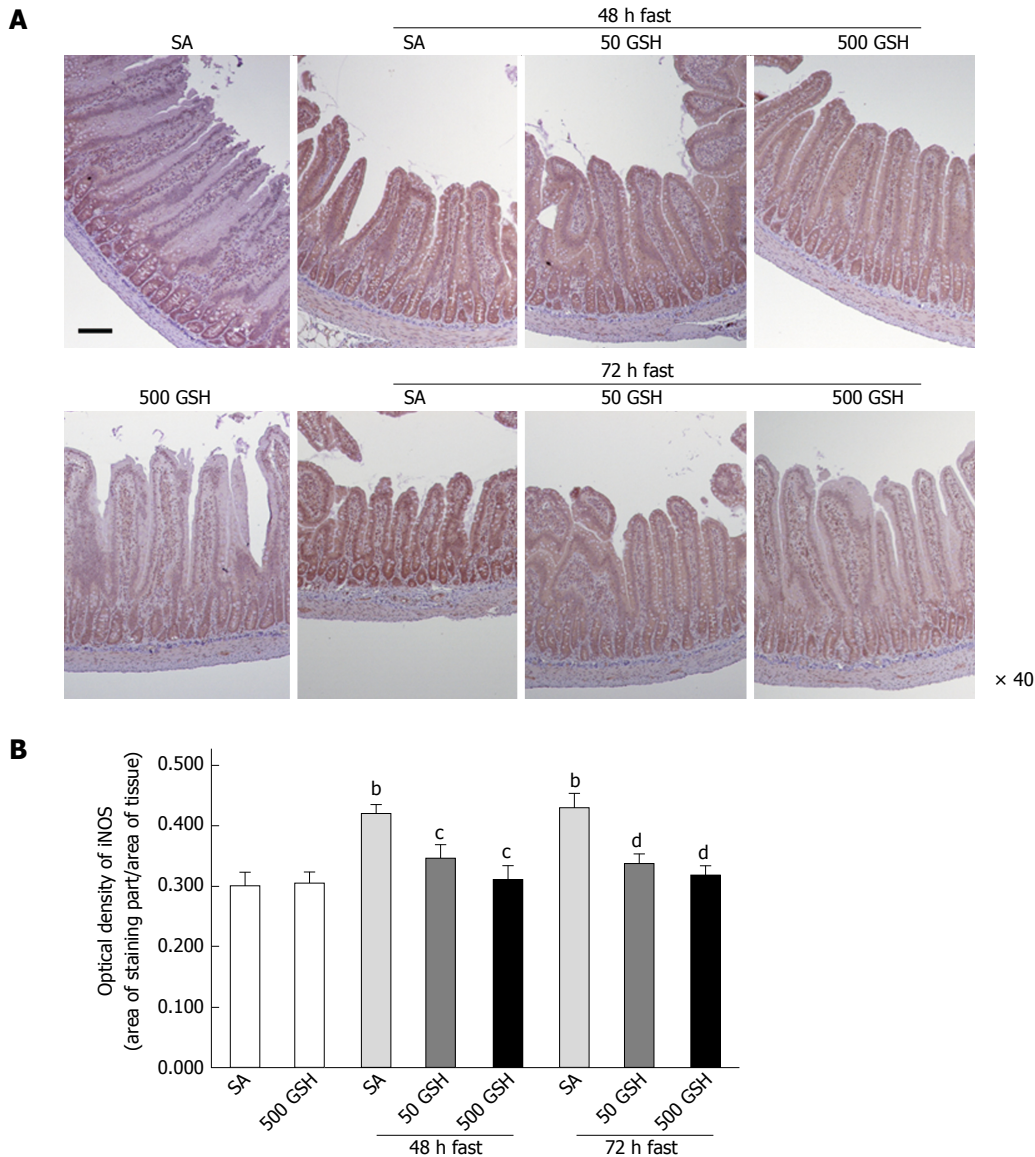 A
48 h fast
SA SA 50 GSH 500 GSH
72 h fast
500 GSH SA 50 GSH 500 GSH
× 40
B
Optical density of iNOS
(area of staining part/area of tissue)
0.500
0.400
0.300
0.200
0.100
0.000
b
c
c
b
d
d
SA 500 GSH SA 50 GSH 500 GSH SA 50 GSH 500 GSH
48 h fast 72 h fast